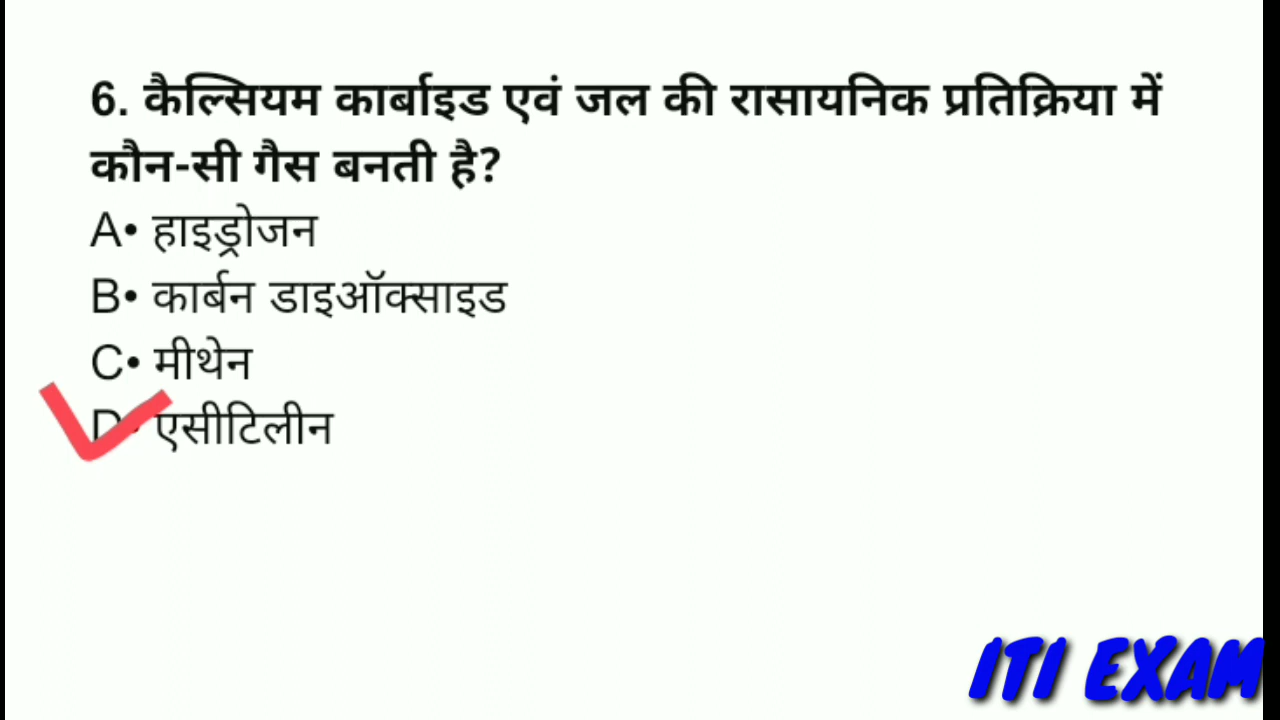 6. कैल्सियम कार्बाइड एवं जल की रासायनिक प्रतिक्रिया में
कौन-सी गैस बनती है?
A• हाइड्रोजन
B• कार्बन डाइऑक्साइड
C• मीथेन
D• एसीटिलीन
ITI EXAM